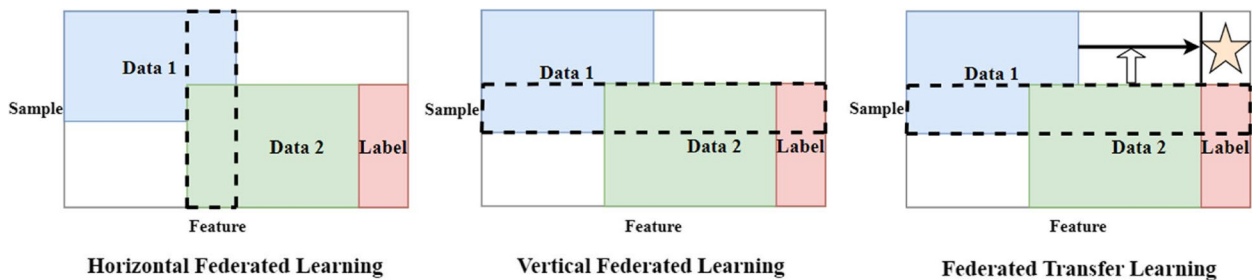 Data 1
Sample
Data 2
Label
Feature
Horizontal Federated Learning
Data 1
Sample
Data 2
Label
Feature
Vertical Federated Learning
Data 1
Sample
Data 2
Label
Feature
Federated Transfer Learning